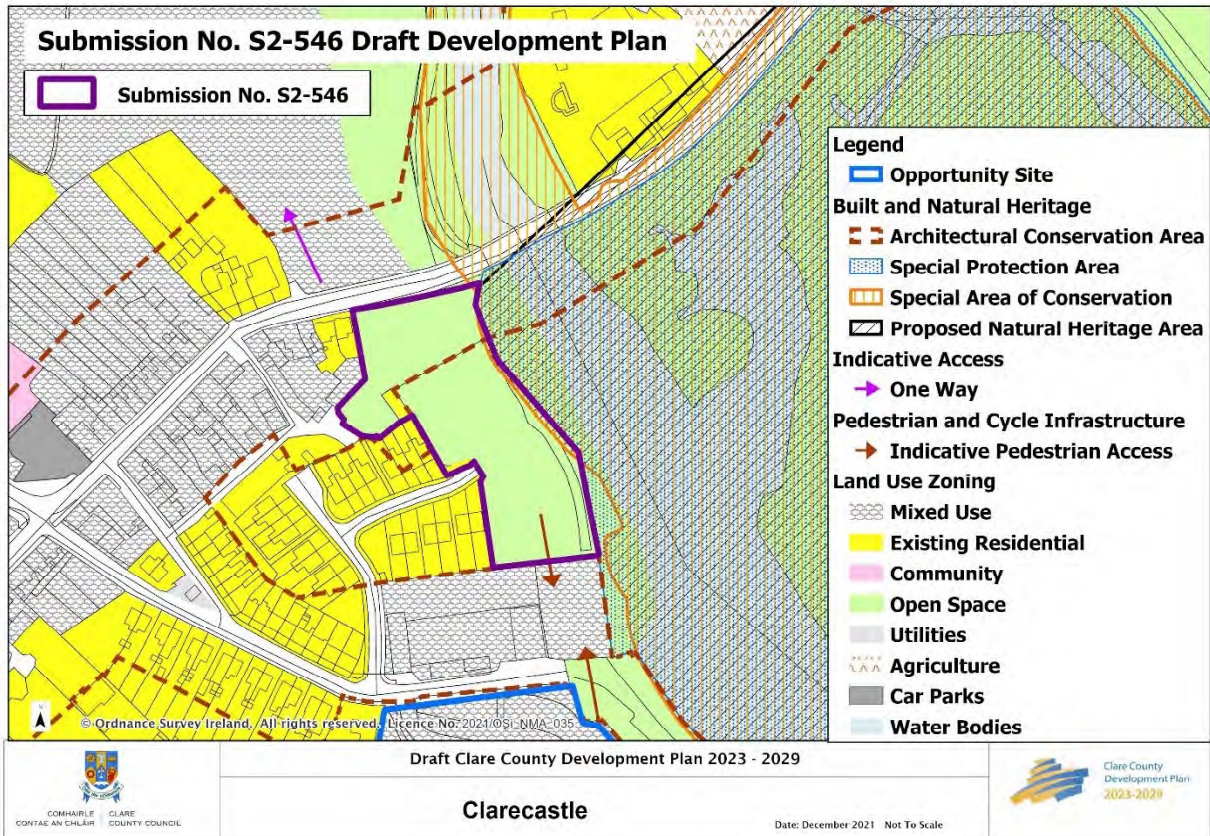 Submission No. S2-546 Draft Development Plan
Submission No. S2-546
Legend
Opportunity Site
Built and Natural Heritage
Architectural Conservation Area
Special Protection Area
Special Area of Conservation
Proposed Natural Heritage Area
Indicative Access
One Way
Pedestrian and Cycle Infrastructure
Indicative Pedestrian Access
Land Use Zoning
Mixed Use
Existing Residential
Community
Open Space
Utilities
Agriculture
Car Parks
Water Bodies
© Ordnance Survey Ireland. All rights reserved. Licence No. 2021/OSi_NMA_035
COMHAIRLE CONTAE AN CHLÁIR
CLARE COUNTY COUNCIL
Draft Clare County Development Plan 2023 - 2029
Clarecastle
Date: December 2021 Not To Scale
Clare County
Development Plan
2023-2029